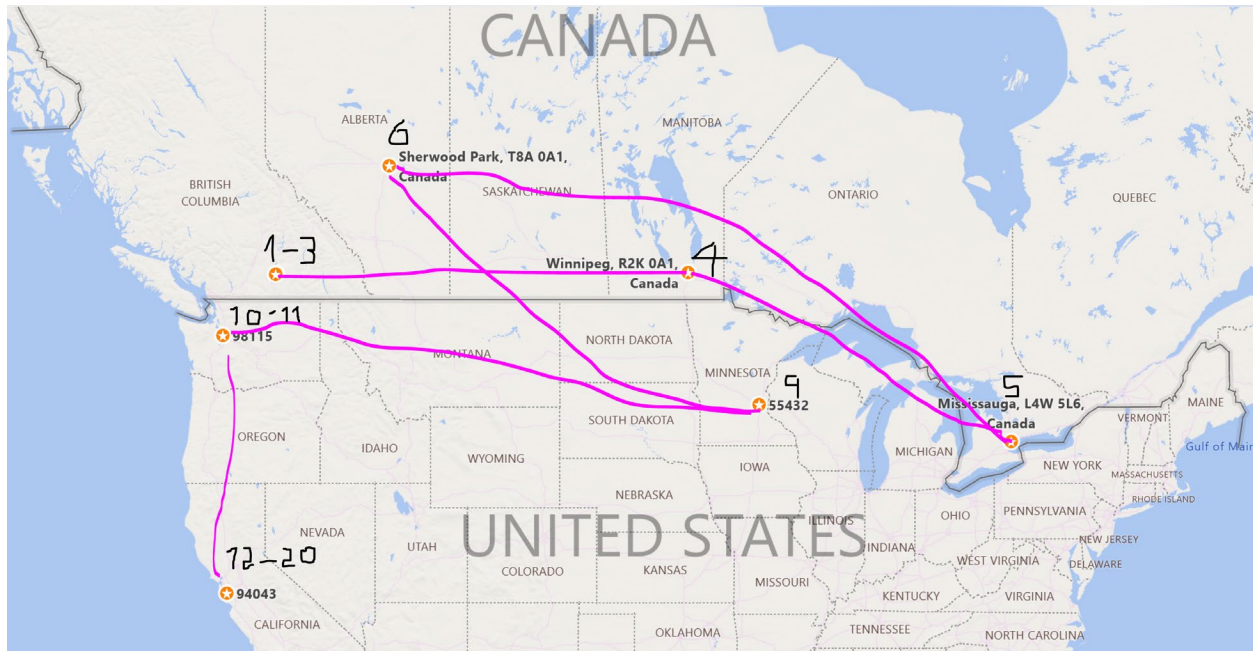 CANADA
ALBERTA
MANITOBA
6
Sherwood Park, T8A 0A1,
Canada
SASKATCHEWAN
BRITISH
COLUMBIA
ONTARIO
QUEBEC
1-3
Winnipeg, R2K 0A1,
Canada
4
10-11
98115
MONTANA
NORTH DAKOTA
MINNESOTA
9
55432
5
Mississauga, L4W 5L6,
Canada
MAINE
VERMONT
SOUTH DAKOTA
OREGON
IDAHO
WYOMING
IOWA
MICHIGAN
NEW YORK
Gulf of Main
MASSACHUSETTS
RHODE ISLAND
NEBRASKA
NEVADA
UTAH
UNITED STATES
ILLINOIS
INDIANA
OHIO
PENNSYLVANIA
NEW JERSEY
DELAWARE
WEST VIRGINIA
VIRGINIA
12-20
94043
CALIFORNIA
COLORADO
KANSAS
MISSOURI
KENTUCKY
OKLAHOMA
TENNESSEE
NORTH CAROLINA